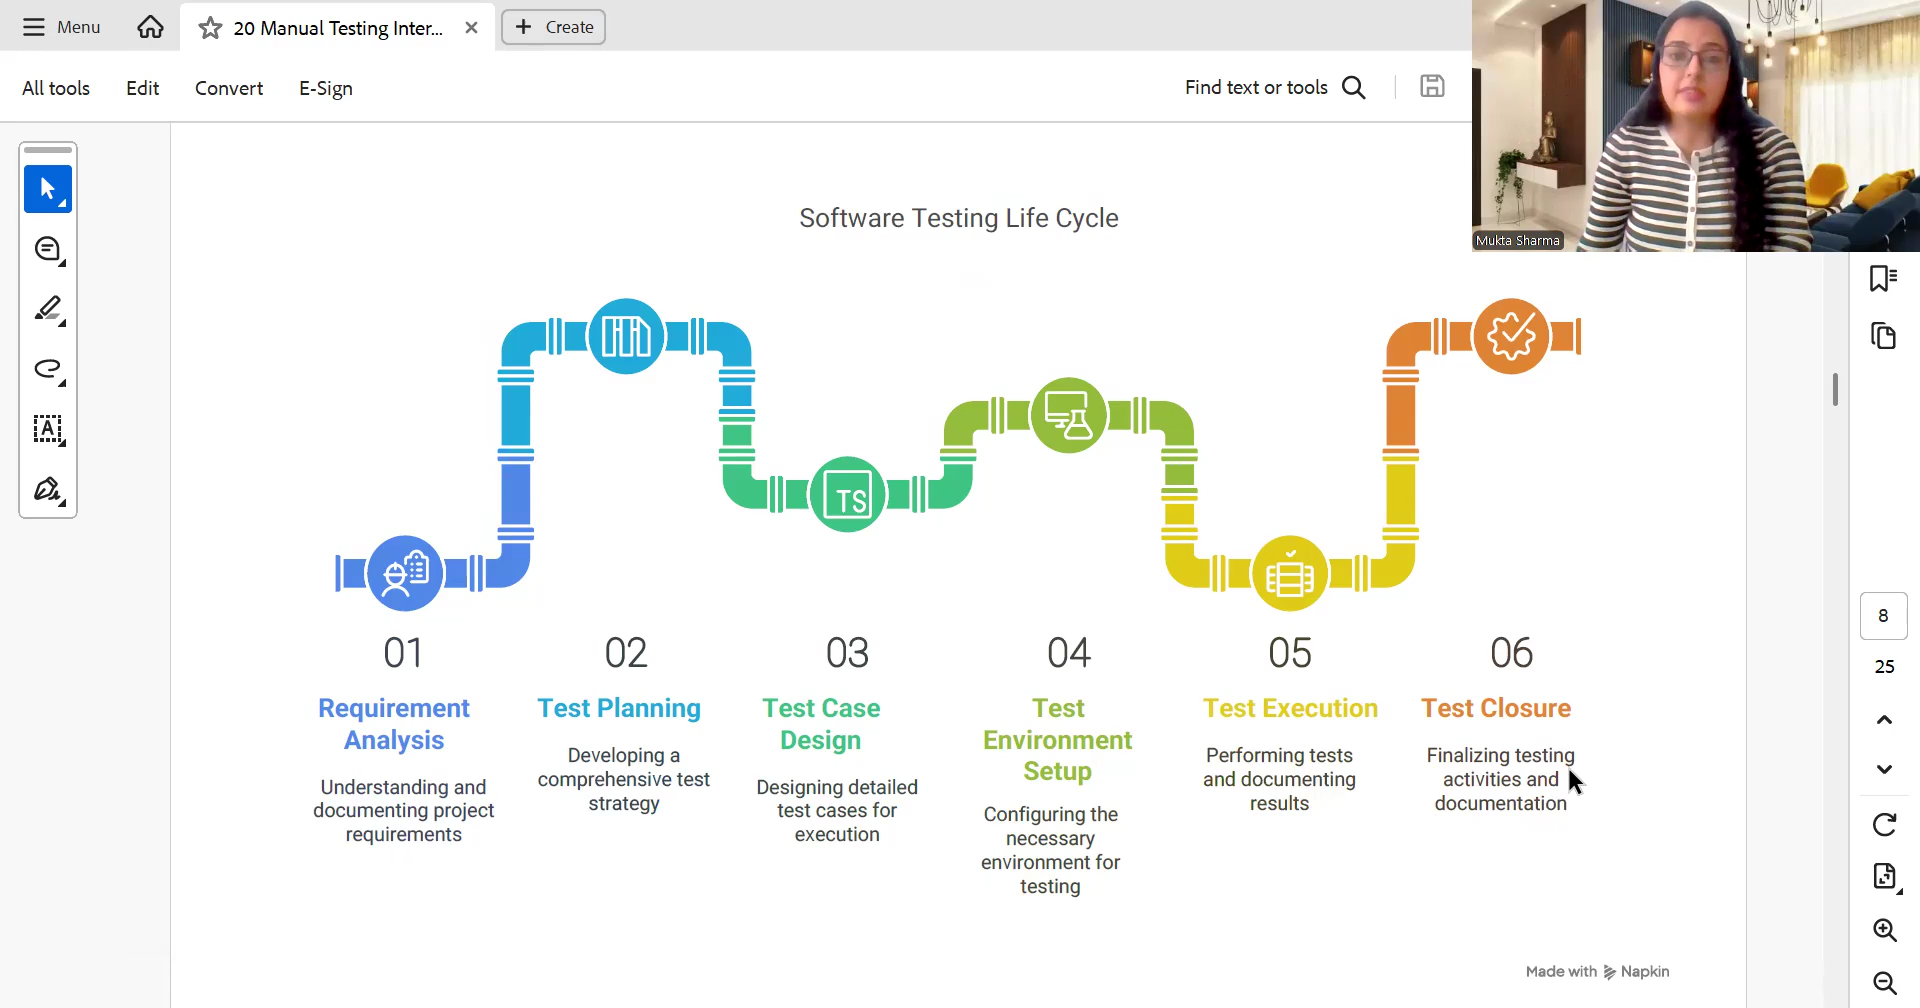 Menu
20 Manual Testing Inter...
Create
All tools
Edit
Convert
E-Sign
Find text or tools
Mukta Sharma
Software Testing Life Cycle
TS
01
02
03
04
05
06
Requirement
Analysis
Understanding and
documenting project
requirements
Test Planning
Developing a
comprehensive test
strategy
Test Case
Design
Designing detailed
test cases for
execution
Test
Environment
Setup
Configuring the
necessary
environment for
testing
Test Execution
Performing tests
and documenting
results
Test Closure
Finalizing testing
activities and
documentation
8
25
Made with Napkin